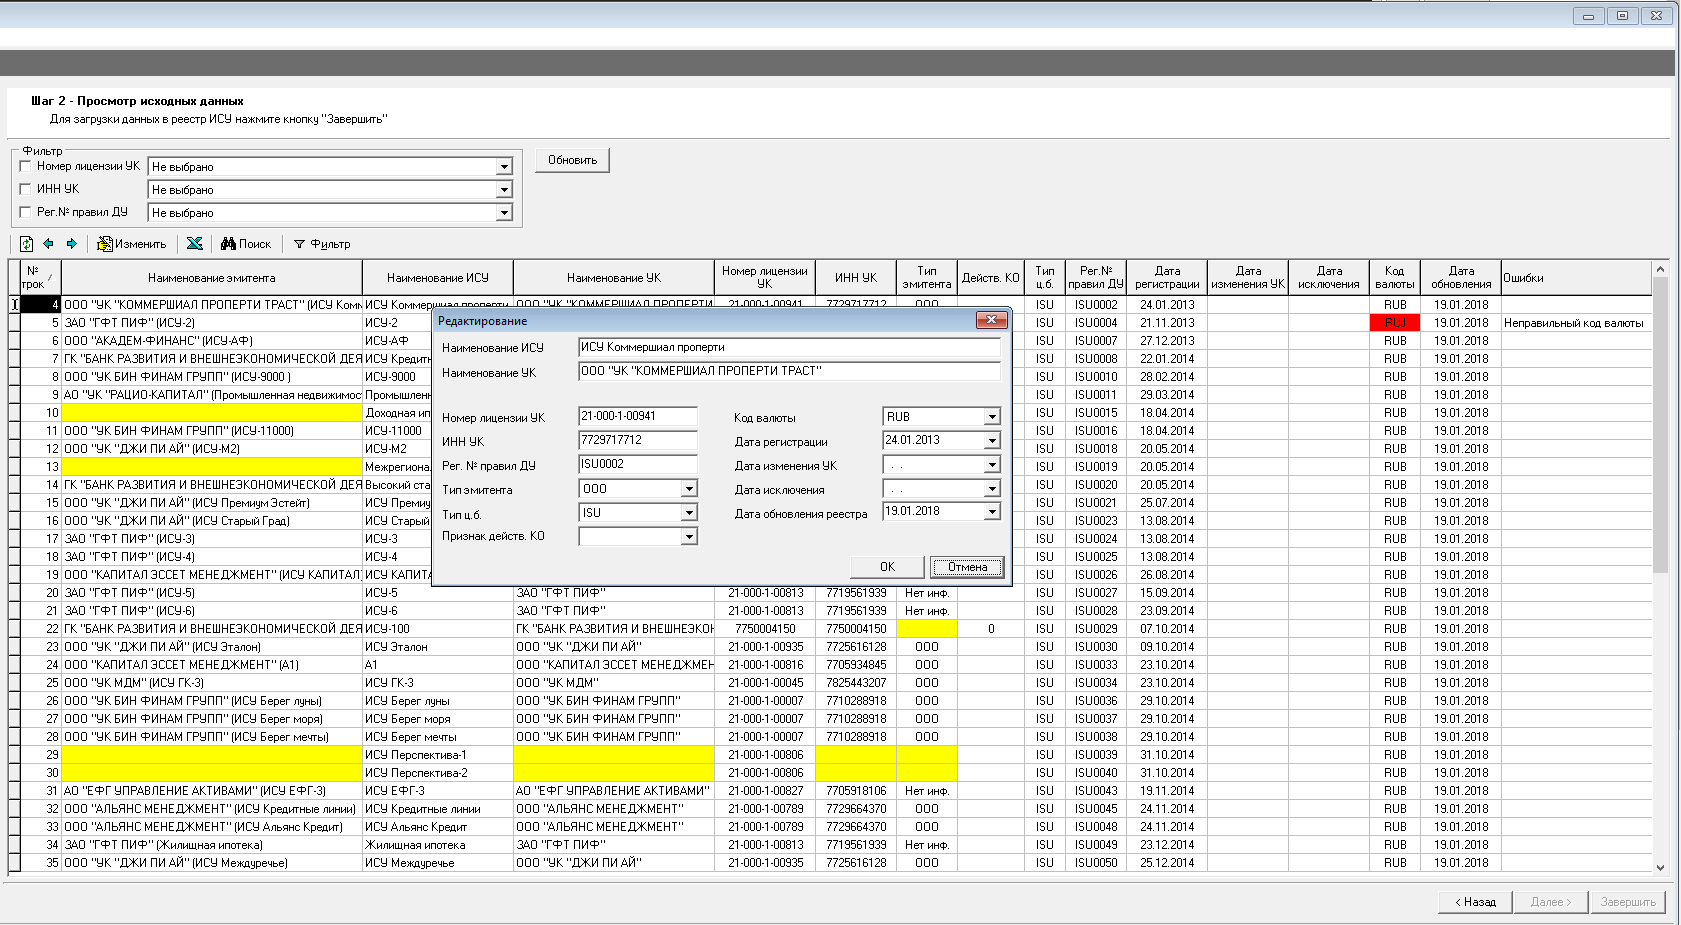 Шаг 2 - Просмотр исходных данных
Для загрузки данных в реестр ИСУ нажмите кнопку "Завершить"
Фильтр
Номер лицензии УК Не выбрано Обновить
ИНН УК Не выбрано
Рег.№ правил ДУ Не выбрано
Изменить Поиск Фильтр
№ трок Наименование эмитента Наименование ИСУ Наименование УК Номер лицензии УК ИНН УК Тип эмитента Действ. КО Тип ц.б. Рег.№ правил ДУ Дата регистрации Дата изменения УК Дата исключения Код валюты Дата обновления Ошибки
4 ООО "УК "КОММЕРШИАЛ ПРОПЕРТИ ТРАСТ" (ИСУ Комм ИСУ Коммершиал проперти ООО "УК "КОММЕРШИАЛ ПРОПЕРТИ 21-000-1-00941 7729717712 ООО ISU ISU0002 24.01.2013 RUB 19.01.2018
5 ЗАО "ГФТ ПИФ" (ИСУ-2) ИСУ-2 ISU ISU0004 21.11.2013 RUJ 19.01.2018 Неправильный код валюты
6 ООО "АКАДЕМ-ФИНАНС" (ИСУ-АФ) ИСУ-АФ ISU ISU0007 27.12.2013 RUB 19.01.2018
7 ГК "БАНК РАЗВИТИЯ И ВНЕШНЕЭКОНОМИЧЕСКОЙ ДЕЯ ИСУ Кредитн ISU ISU0008 22.01.2014 RUB 19.01.2018
8 ООО "УК БИН ФИНАМ ГРУПП" (ИСУ-9000 ) ИСУ-9000 ISU ISU0010 28.02.2014 RUB 19.01.2018
9 АО "УК "РАЦИО-КАПИТАЛ" (Промышленная недвижимос Промышленн ISU ISU0011 29.03.2014 RUB 19.01.2018
10 Доходная ип ISU ISU0015 18.04.2014 RUB 19.01.2018
11 ООО "УК БИН ФИНАМ ГРУПП" (ИСУ-11000) ИСУ-11000 ISU ISU0016 18.04.2014 RUB 19.01.2018
12 ООО "УК "ДЖИ ПИ АЙ" (ИСУ-М2) ИСУ-М2 ISU ISU0018 20.05.2014 RUB 19.01.2018
13 Межрегиона. ISU ISU0019 20.05.2014 RUB 19.01.2018
14 ГК "БАНК РАЗВИТИЯ И ВНЕШНЕЭКОНОМИЧЕСКОЙ ДЕЯ Высокий ста ISU ISU0020 20.05.2014 RUB 19.01.2018
15 ООО "УК "ДЖИ ПИ АЙ" (ИСУ Премиум Эстейт) ИСУ Премиу ISU ISU0021 25.07.2014 RUB 19.01.2018
16 ООО "УК "ДЖИ ПИ АЙ" (ИСУ Старый Град) ИСУ Старый ISU ISU0023 13.08.2014 RUB 19.01.2018
17 ЗАО "ГФТ ПИФ" (ИСУ-3) ИСУ-3 ISU ISU0024 13.08.2014 RUB 19.01.2018
18 ЗАО "ГФТ ПИФ" (ИСУ-4) ИСУ-4 ISU ISU0025 13.08.2014 RUB 19.01.2018
19 ООО "КАПИТАЛ ЭССЕТ МЕНЕДЖМЕНТ" (ИСУ КАПИТАЛ) ИСУ КАПИТА ISU ISU0026 26.08.2014 RUB 19.01.2018
20 ЗАО "ГФТ ПИФ" (ИСУ-5) ИСУ-5 ЗАО "ГФТ ПИФ" 21-000-1-00813 7719561939 Нет инф. ISU ISU0027 15.09.2014 RUB 19.01.2018
21 ЗАО "ГФТ ПИФ" (ИСУ-6) ИСУ-6 ЗАО "ГФТ ПИФ" 21-000-1-00813 7719561939 Нет инф. ISU ISU0028 23.09.2014 RUB 19.01.2018
22 ГК "БАНК РАЗВИТИЯ И ВНЕШНЕЭКОНОМИЧЕСКОЙ ДЕЯ ИСУ-100 ГК "БАНК РАЗВИТИЯ И ВНЕШНЕЭКОН 7750004150 7750004150 0 ISU ISU0029 07.10.2014 RUB 19.01.2018
23 ООО "УК "ДЖИ ПИ АЙ" (ИСУ Эталон) ИСУ Эталон ООО "УК "ДЖИ ПИ АЙ" 21-000-1-00935 7725616128 ООО ISU ISU0030 09.10.2014 RUB 19.01.2018
24 ООО "КАПИТАЛ ЭССЕТ МЕНЕДЖМЕНТ" (А1) А1 ООО "КАПИТАЛ ЭССЕТ МЕНЕДЖМЕН 21-000-1-00816 7705934845 ООО ISU ISU0033 23.10.2014 RUB 19.01.2018
25 ООО "УК МДМ" (ИСУ ГК-3) ИСУ ГК-3 ООО "УК МДМ" 21-000-1-00045 7825443207 ООО ISU ISU0034 23.10.2014 RUB 19.01.2018
26 ООО "УК БИН ФИНАМ ГРУПП" (ИСУ Берег луны) ИСУ Берег луны ООО "УК БИН ФИНАМ ГРУПП" 21-000-1-00007 7710288918 ООО ISU ISU0036 29.10.2014 RUB 19.01.2018
27 ООО "УК БИН ФИНАМ ГРУПП" (ИСУ Берег моря) ИСУ Берег моря ООО "УК БИН ФИНАМ ГРУПП" 21-000-1-00007 7710288918 ООО ISU ISU0037 29.10.2014 RUB 19.01.2018
28 ООО "УК БИН ФИНАМ ГРУПП" (ИСУ Берег мечты) ИСУ Берег мечты ООО "УК БИН ФИНАМ ГРУПП" 21-000-1-00007 7710288918 ООО ISU ISU0038 29.10.2014 RUB 19.01.2018
29 ИСУ Перспектива-1 21-000-1-00806 ISU ISU0039 31.10.2014 RUB 19.01.2018
30 ИСУ Перспектива-2 21-000-1-00806 ISU ISU0040 31.10.2014 RUB 19.01.2018
31 АО "ЕФГ УПРАВЛЕНИЕ АКТИВАМИ" (ИСУ ЕФГ-3) ИСУ ЕФГ-3 АО "ЕФГ УПРАВЛЕНИЕ АКТИВАМИ" 21-000-1-00827 7705918106 Нет инф. ISU ISU0043 19.11.2014 RUB 19.01.2018
32 ООО "АЛЬЯНС МЕНЕДЖМЕНТ" (ИСУ Кредитные линии) ИСУ Кредитные линии ООО "АЛЬЯНС МЕНЕДЖМЕНТ" 21-000-1-00789 7729664370 ООО ISU ISU0045 24.11.2014 RUB 19.01.2018
33 ООО "АЛЬЯНС МЕНЕДЖМЕНТ" (ИСУ Альянс Кредит) ИСУ Альянс Кредит ООО "АЛЬЯНС МЕНЕДЖМЕНТ" 21-000-1-00789 7729664370 ООО ISU ISU0048 24.11.2014 RUB 19.01.2018
34 ЗАО "ГФТ ПИФ" (Жилищная ипотека) Жилищная ипотека ЗАО "ГФТ ПИФ" 21-000-1-00813 7719561939 Нет инф. ISU ISU0049 23.12.2014 RUB 19.01.2018
35 ООО "УК "ДЖИ ПИ АЙ" (ИСУ Междуречье) ИСУ Междуречье ООО "УК "ДЖИ ПИ АЙ" 21-000-1-00935 7725616128 ООО ISU ISU0050 25.12.2014 RUB 19.01.2018
Редактирование
Наименование ИСУ ИСУ Коммершиал проперти
Наименование УК ООО "УК "КОММЕРШИАЛ ПРОПЕРТИ ТРАСТ"
Номер лицензии УК 21-000-1-00941 Код валюты RUB
ИНН УК 7729717712 Дата регистрации 24.01.2013
Рег. № правил ДУ ISU0002 Дата изменения УК . .
Тип эмитента ООО Дата исключения . .
Тип ц.б. ISU Дата обновления реестра 19.01.2018
Признак действ. КО
ОК Отмена
< Назад Далее > Завершить